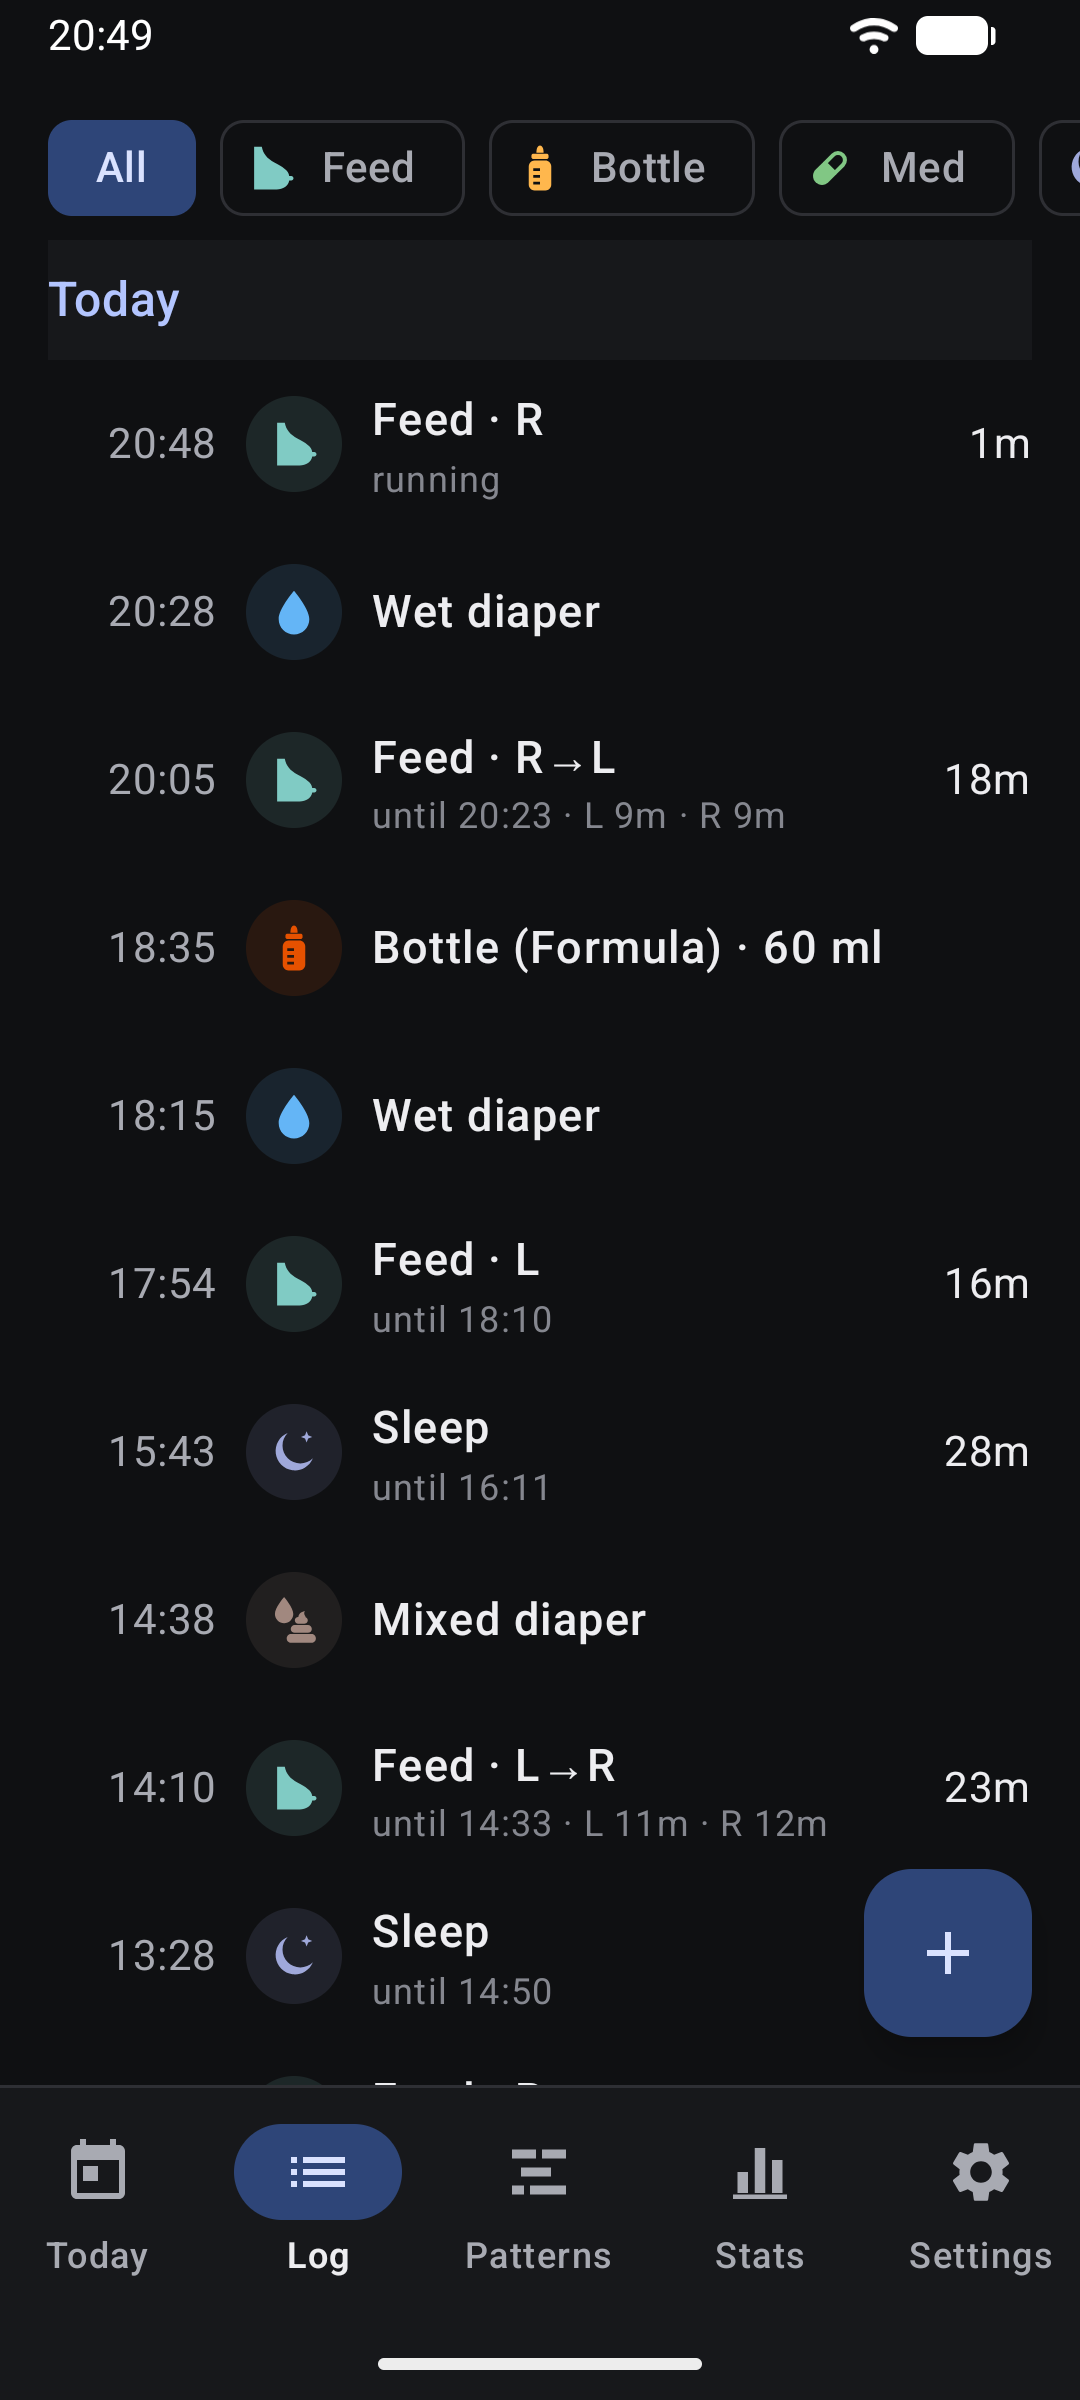 20:49
All Feed Bottle Med
Today
20:48 Feed · R 1m
running
20:28 Wet diaper
20:05 Feed · R→L 18m
until 20:23 · L 9m · R 9m
18:35 Bottle (Formula) · 60 ml
18:15 Wet diaper
17:54 Feed · L 16m
until 18:10
15:43 Sleep 28m
until 16:11
14:38 Mixed diaper
14:10 Feed · L→R 23m
until 14:33 · L 11m · R 12m
13:28 Sleep
until 14:50
Today Log Patterns Stats Settings